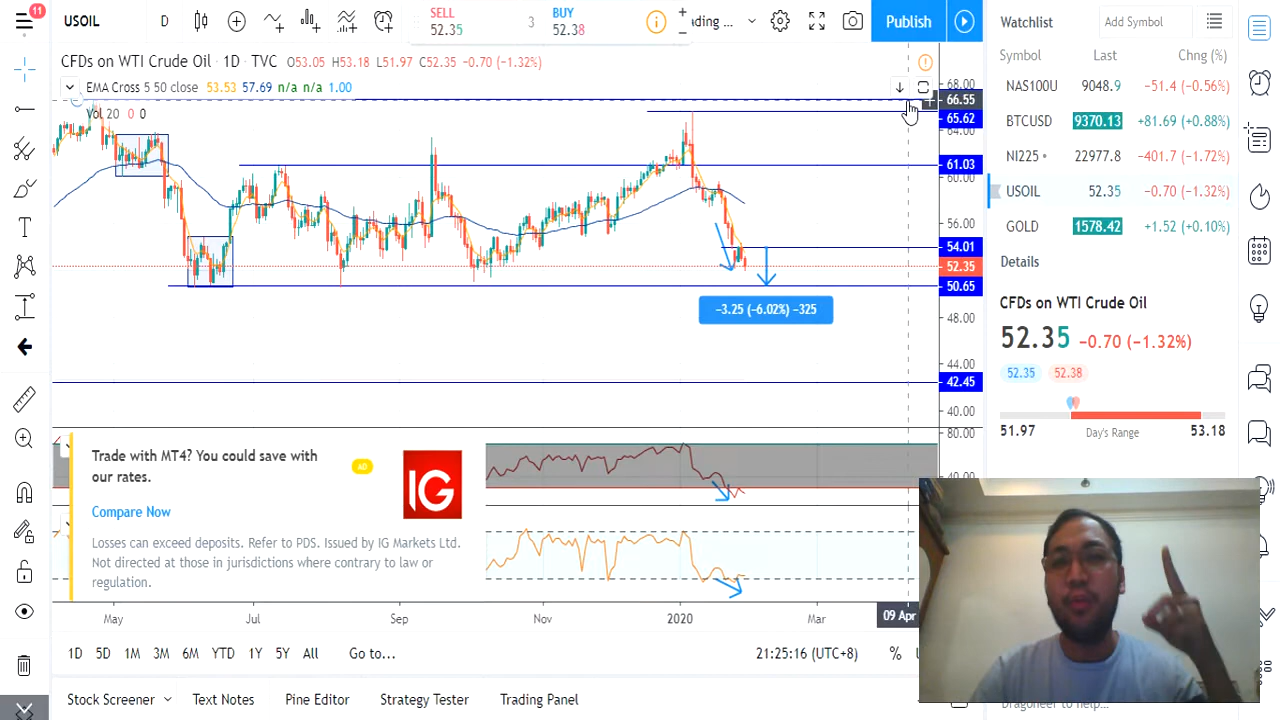 11
USOIL
D
SELL
52.35
3
BUY
52.38
ading ...
Publish
CFDs on WTI Crude Oil · 1D · TVC O53.05 H53.18 L51.97 C52.35 −0.70 (−1.32%)
EMA Cross 5 50 close 53.53 57.69 n/a n/a 1.00
Vol 20 0 0
68.00
66.55
65.62
64.00
61.03
60.00
56.00
54.01
52.35
50.65
48.00
44.00
42.45
40.00
80.00
40.00
−3.25 (−6.02%) −325
Trade with MT4? You could save with
our rates.
AD
IG
Compare Now
Losses can exceed deposits. Refer to PDS. Issued by IG Markets Ltd.
Not directed at those in jurisdictions where contrary to law or
regulation.
May
Jul
Sep
Nov
2020
Mar
09 Apr
1D 5D 1M 3M 6M YTD 1Y 5Y All Go to...
21:25:16 (UTC+8)
%
Stock Screener
Text Notes
Pine Editor
Strategy Tester
Trading Panel
Watchlist
Add Symbol
Symbol Last Chng (%)
NAS100U 9048.9 −51.4 (−0.56%)
BTCUSD 9370.13 +81.69 (+0.88%)
NI225 22977.8 −401.7 (−1.72%)
USOIL 52.35 −0.70 (−1.32%)
GOLD 1578.42 +1.52 (+0.10%)
Details
CFDs on WTI Crude Oil
52.35 −0.70 (−1.32%)
52.35
52.38
51.97
Day's Range
53.18